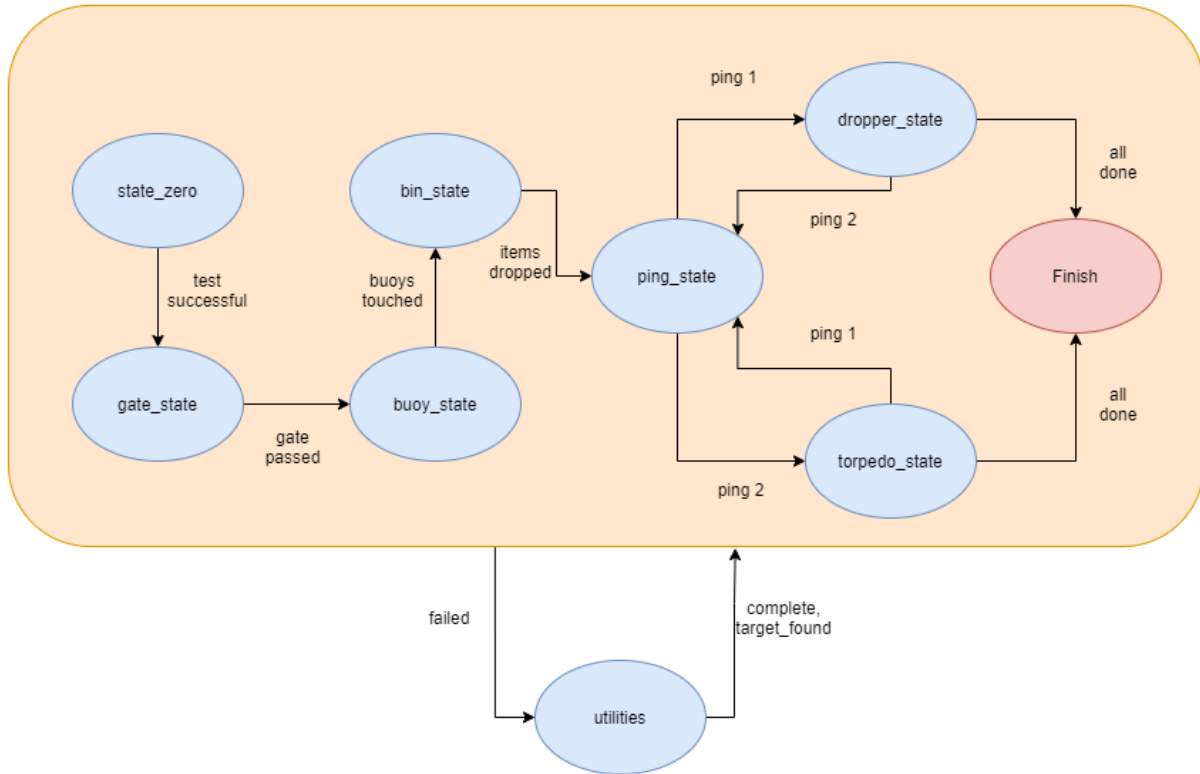 ping 1
dropper_state
all
done
state_zero
bin_state
ping 2
items
dropped
ping_state
Finish
test
successful
buoys
touched
ping 1
gate_state
buoy_state
all
done
gate
passed
torpedo_state
ping 2
failed
complete,
target_found
utilities